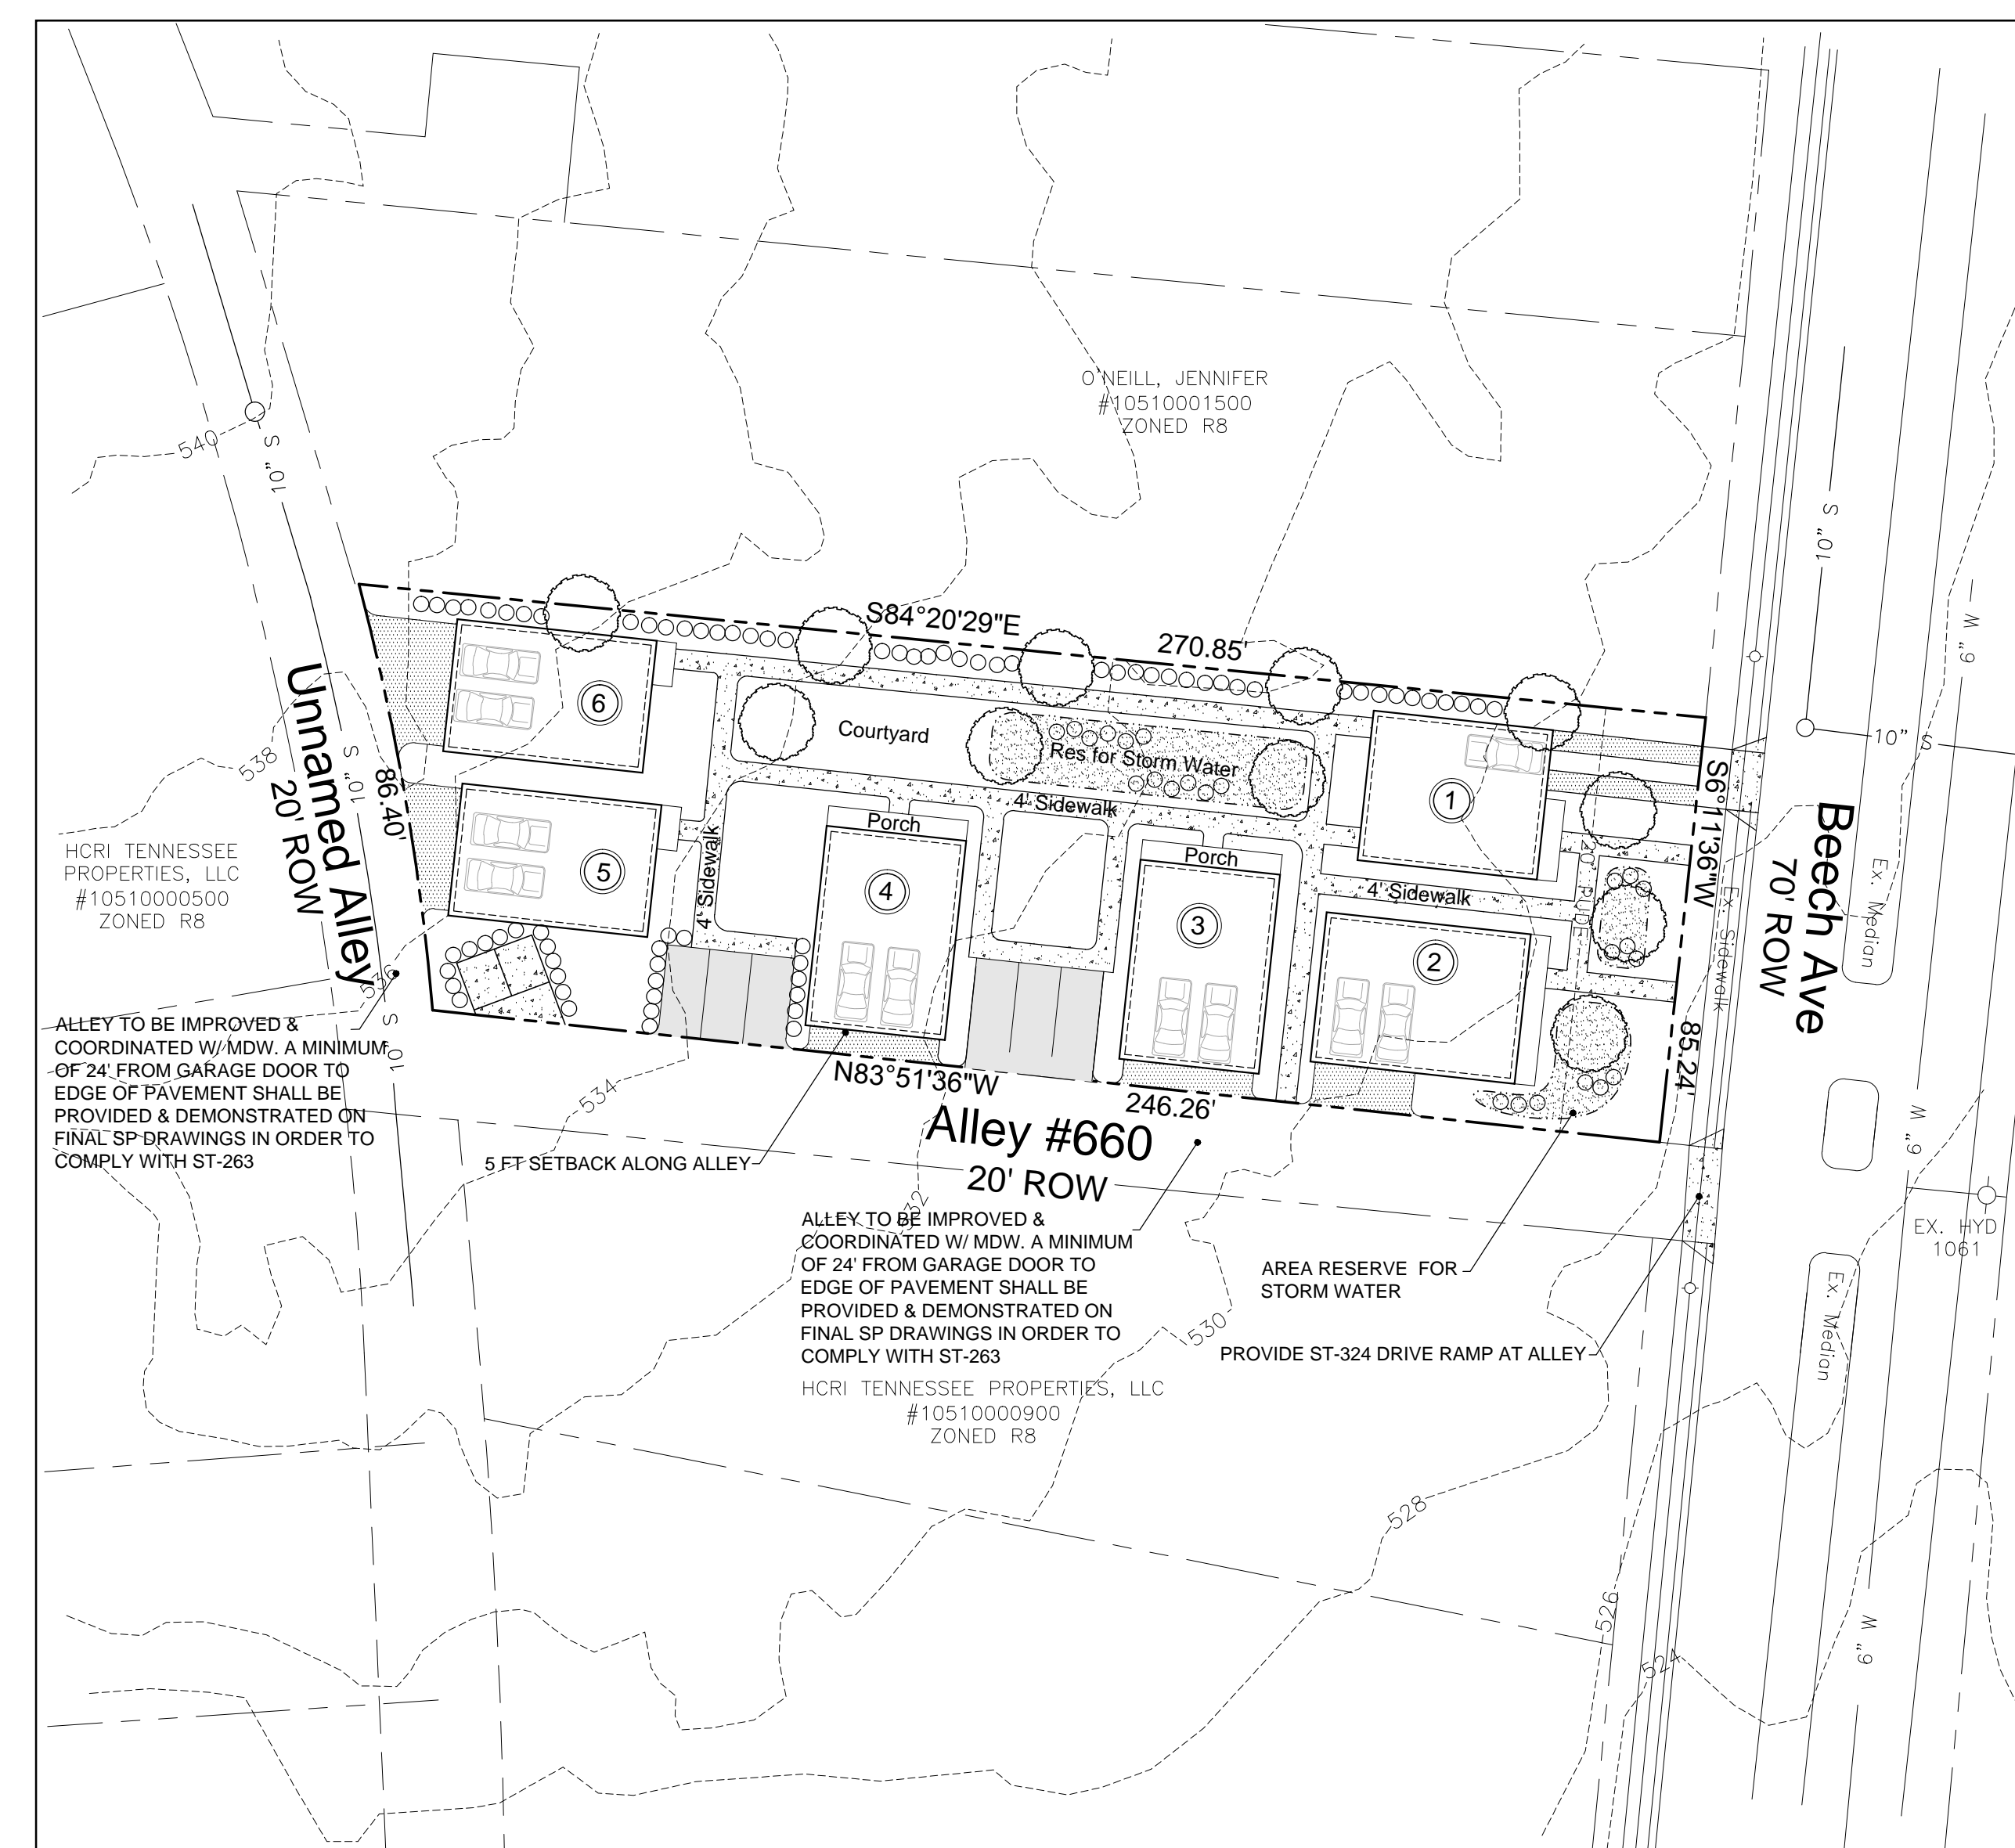 O'NEILL, JENNIFER
#10510001500
ZONED R8
540
10" S
10" S
W "9
S84°20'29"E
270.85'
6
Courtyard
Res for Storm Water
1
4' Sidewalk
Porch
Porch
10" S
S6°11'36"W
Beech Ave
70' ROW
Ex. Median
Ex. Sidewalk
20' PUDE
Unnamed Alley
20' ROW
86.40'
S 10"
538
HCRI TENNESSEE
PROPERTIES, LLC
#10510000500
ZONED R8
5
4' Sidewalk
4
3
4' Sidewalk
2
85.24'
S 10"
ALLEY TO BE IMPROVED &
COORDINATED W/ MDW. A MINIMUM
OF 24' FROM GARAGE DOOR TO
EDGE OF PAVEMENT SHALL BE
PROVIDED & DEMONSTRATED ON
FINAL SP DRAWINGS IN ORDER TO
COMPLY WITH ST-263
534
N83°51'36"W
246.26'
Alley #660
20' ROW
5 FT SETBACK ALONG ALLEY
532
ALLEY TO BE IMPROVED &
COORDINATED W/ MDW. A MINIMUM
OF 24' FROM GARAGE DOOR TO
EDGE OF PAVEMENT SHALL BE
PROVIDED & DEMONSTRATED ON
FINAL SP DRAWINGS IN ORDER TO
COMPLY WITH ST-263
HCRI TENNESSEE PROPERTIES, LLC
#10510000900
ZONED R8
AREA RESERVE FOR
STORM WATER
530
PROVIDE ST-324 DRIVE RAMP AT ALLEY
W "9
EX. HYD
1061
Ex. Median
528
526
524
W "9